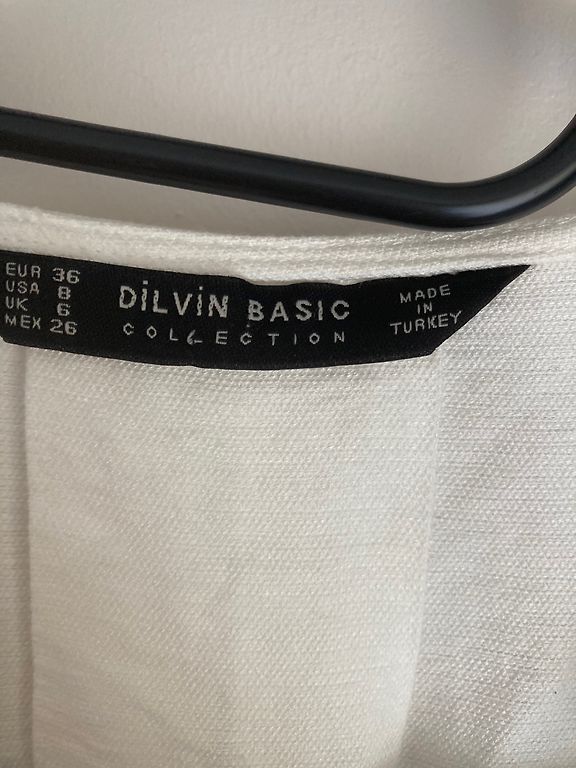 EUR 36
USA 8
UK 6
MEX 26
DİLVİN BASIC
COLLECTION
MADE
IN
TURKEY